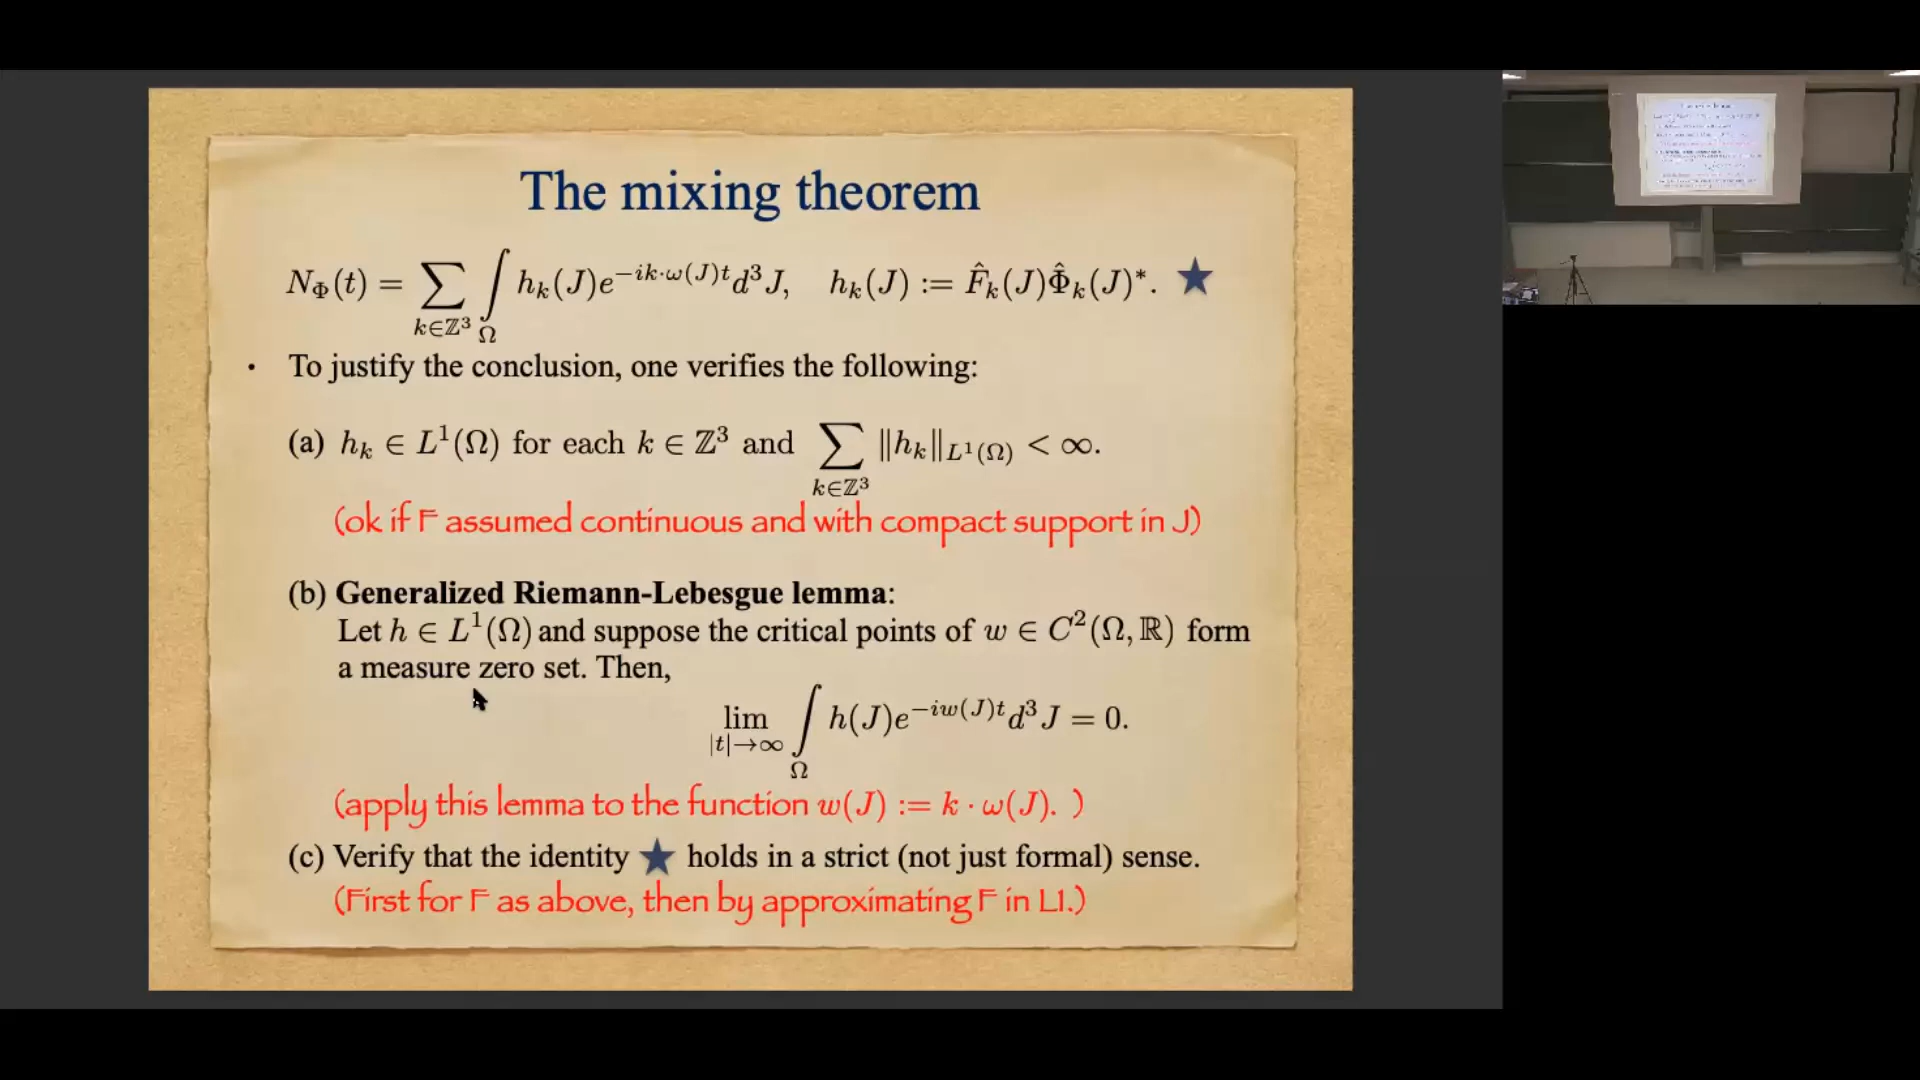 The mixing theorem
N_Φ(t) = ∑_{k∈ℤ³} ∫_Ω h_k(J)e^{−ik·ω(J)t}d³J, h_k(J) := F̂_k(J)Φ̂_k(J)*. ★
· To justify the conclusion, one verifies the following:
(a) h_k ∈ L¹(Ω) for each k ∈ ℤ³ and ∑_{k∈ℤ³} ‖h_k‖_{L¹(Ω)} < ∞.
(ok if F assumed continuous and with compact support in J)
(b) Generalized Riemann-Lebesgue lemma:
Let h ∈ L¹(Ω) and suppose the critical points of w ∈ C²(Ω, ℝ) form
a measure zero set. Then,
lim_{|t|→∞} ∫_Ω h(J)e^{−iw(J)t}d³J = 0.
(apply this lemma to the function w(J) := k · ω(J). )
(c) Verify that the identity ★ holds in a strict (not just formal) sense.
(First for F as above, then by approximating F in L1.)